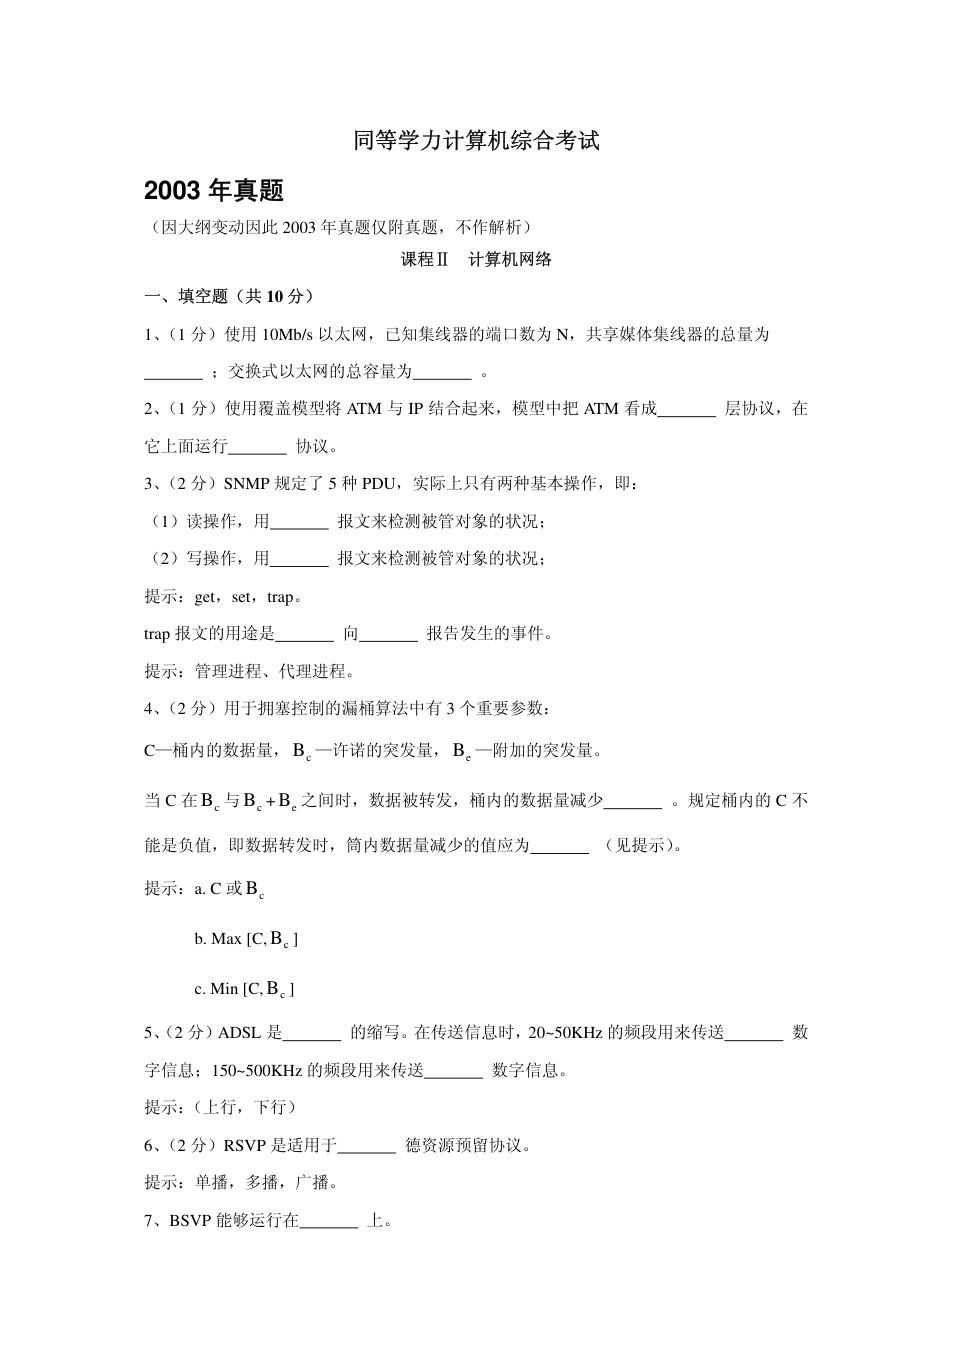 同等学力计算机综合考试
2003 年真题
（因大纲变动因此 2003 年真题仅附真题，不作解析）
课程Ⅱ 计算机网络
一、填空题（共 10 分）
1、（1 分）使用 10Mb/s 以太网，已知集线器的端口数为 N，共享媒体集线器的总量为
_______ ；交换式以太网的总容量为_______ 。
2、（1 分）使用覆盖模型将 ATM 与 IP 结合起来，模型中把 ATM 看成_______ 层协议，在
它上面运行_______ 协议。
3、（2 分）SNMP 规定了 5 种 PDU，实际上只有两种基本操作，即：
（1）读操作，用_______ 报文来检测被管对象的状况；
（2）写操作，用_______ 报文来检测被管对象的状况；
提示：get，set，trap。
trap 报文的用途是_______ 向_______ 报告发生的事件。
提示：管理进程、代理进程。
4、（2 分）用于拥塞控制的漏桶算法中有 3 个重要参数：
C—桶内的数据量， Bc —许诺的突发量， Be —附加的突发量。
当 C 在 Bc 与 Bc + Be 之间时，数据被转发，桶内的数据量减少_______ 。规定桶内的 C 不
能是负值，即数据转发时，筒内数据量减少的值应为_______ （见提示）。
提示：a. C 或 Bc
b. Max [C, Bc ]
c. Min [C, Bc ]
5、（2 分）ADSL 是_______ 的缩写。在传送信息时，20~50KHz 的频段用来传送_______ 数
字信息；150~500KHz 的频段用来传送_______ 数字信息。
提示：（上行，下行）
6、（2 分）RSVP 是适用于_______ 德资源预留协议。
提示：单播，多播，广播。
7、BSVP 能够运行在_______ 上。